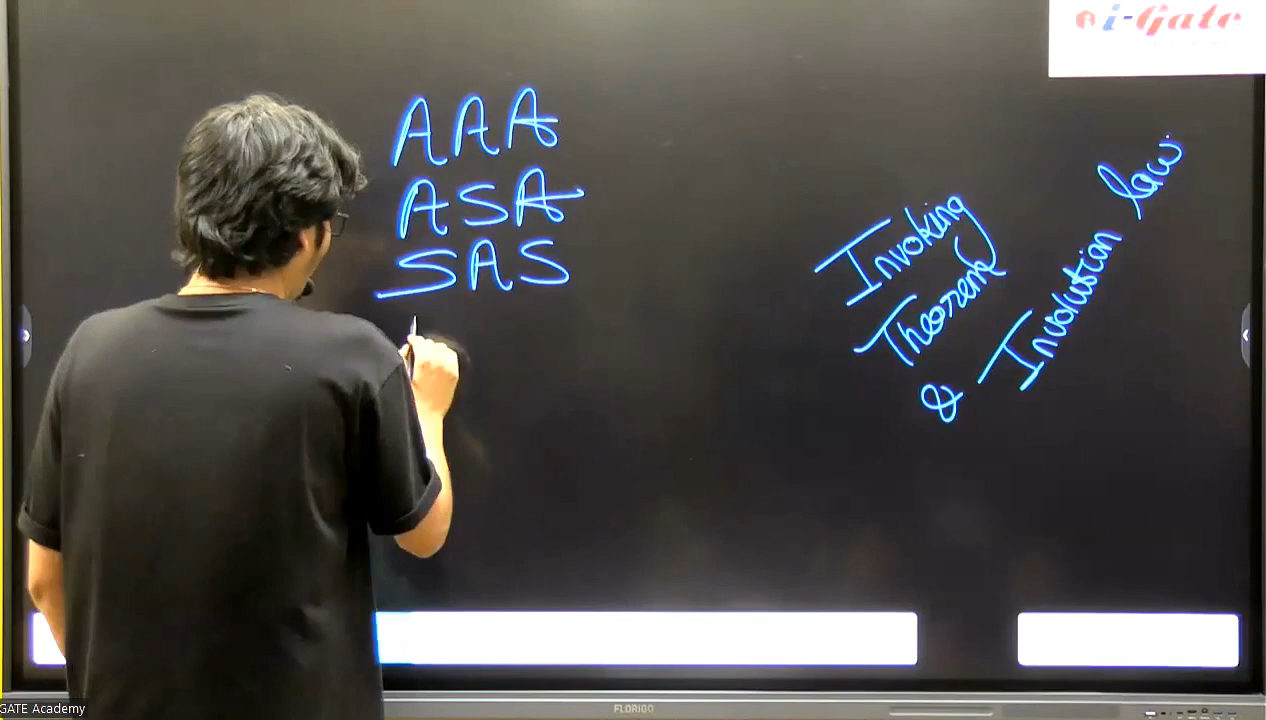 i-Gate
AAA
ASA
SAS
Invoking
Theorem
& Involution law.
GATE Academy
FLORIGO